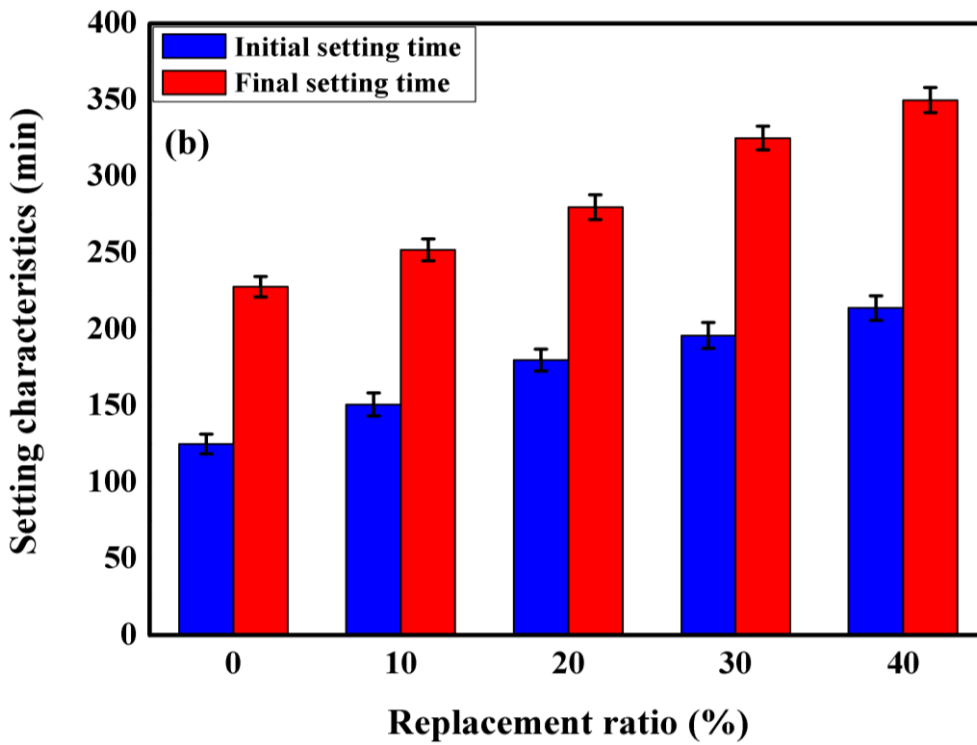 Setting characteristics (min)
400
350
300
250
200
150
100
50
0
Initial setting time
Final setting time
(b)
0 10 20 30 40
Replacement ratio (%)